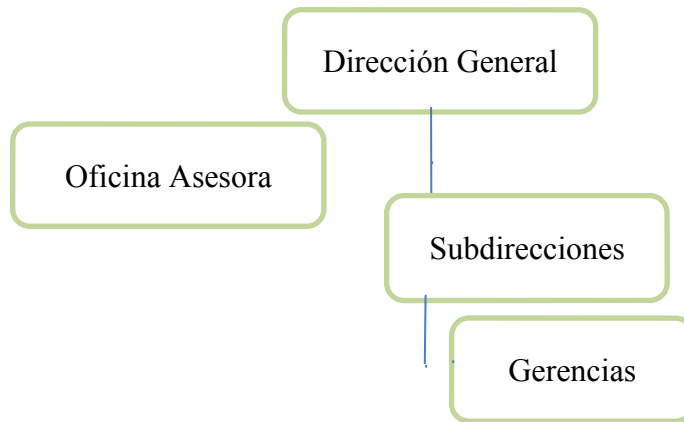 Dirección General
Oficina Asesora
Subdirecciones
Gerencias